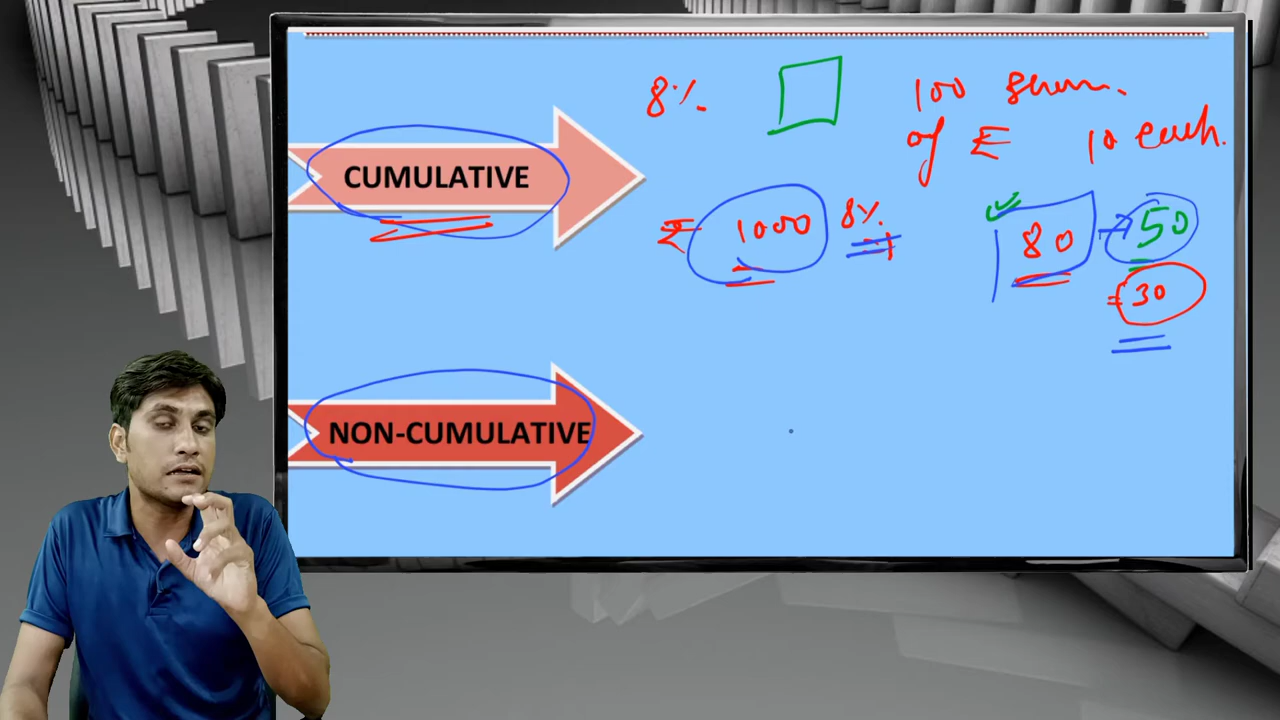 8% 100 shares
of ₹ 10 each.
CUMULATIVE
₹ 1000 8% 80 → 50
= 30
NON-CUMULATIVE